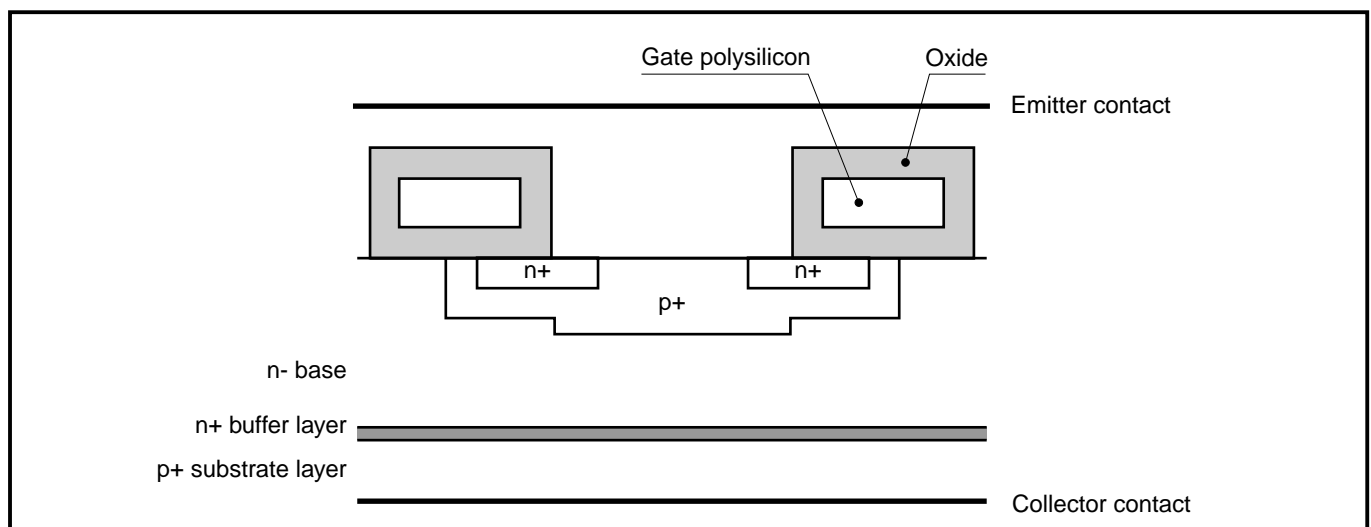 Gate polysilicon
Oxide
Emitter contact
n+
n+
p+
n- base
n+ buffer layer
p+ substrate layer
Collector contact